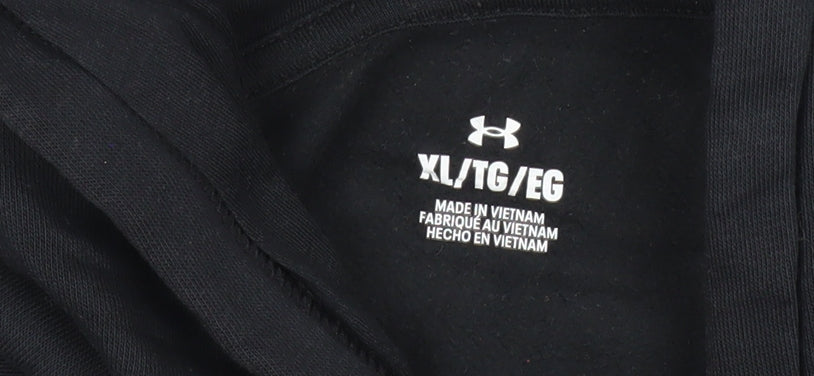 XL/TG/EG
MADE IN VIETNAM
FABRIQUÉ AU VIETNAM
HECHO EN VIETNAM